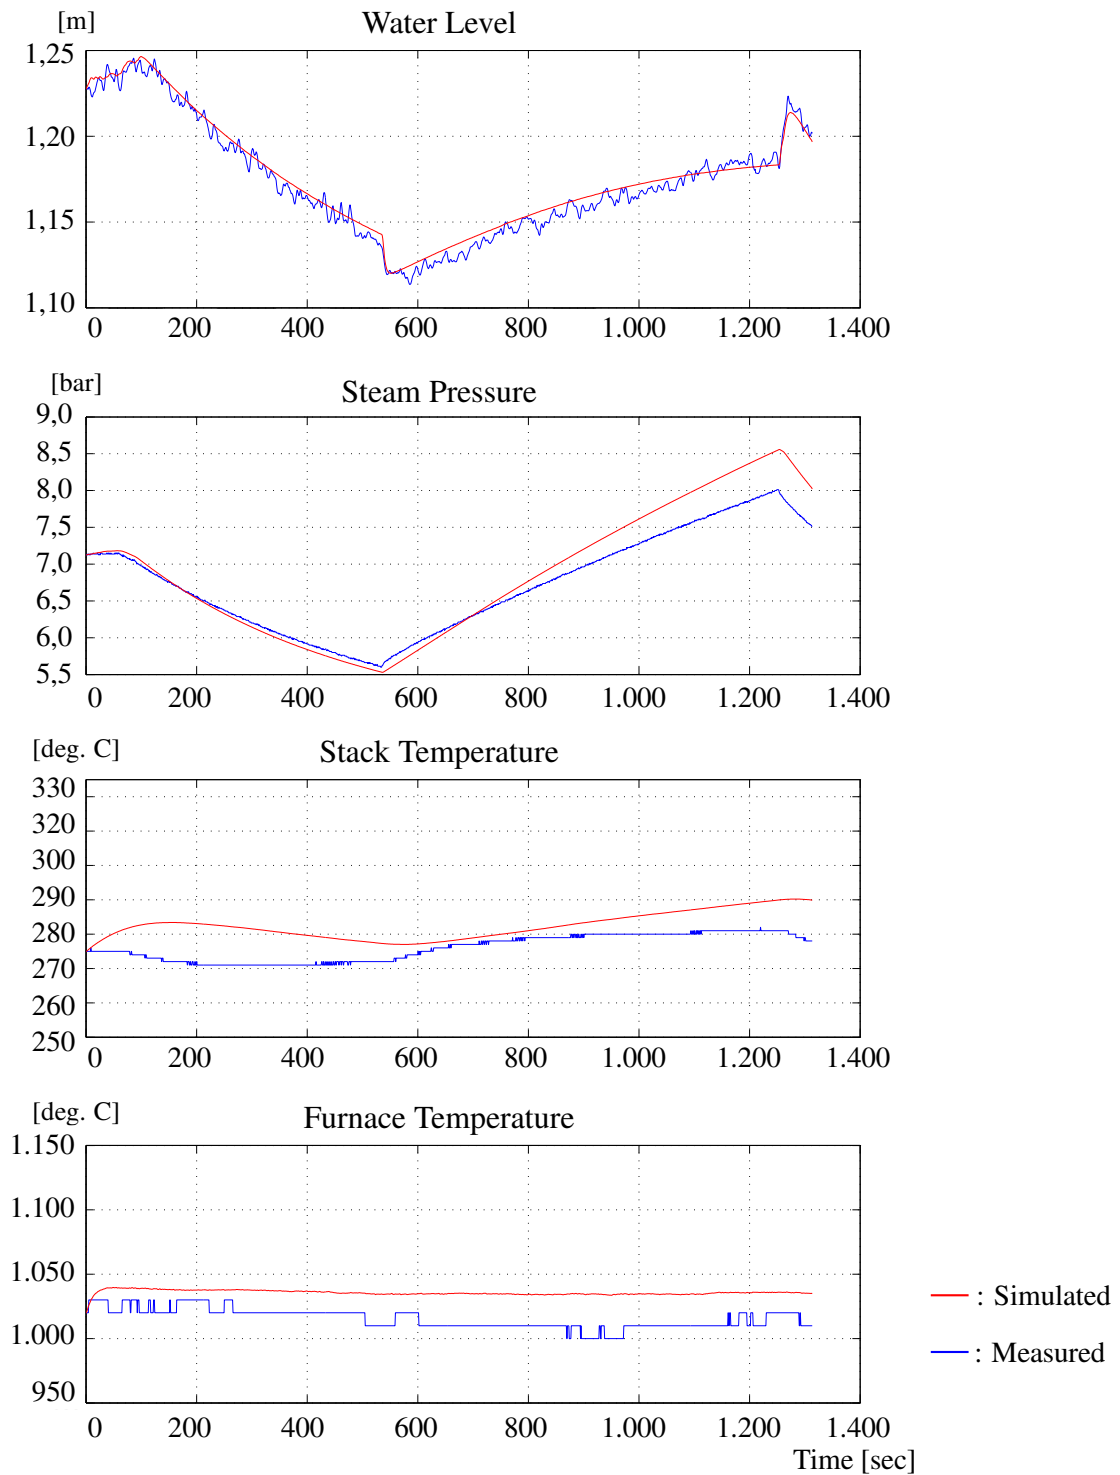 [m]
Water Level
1,25
1,20
1,15
1,10
0 200 400 600 800 1.000 1.200 1.400
[bar]
Steam Pressure
9,0
8,5
8,0
7,5
7,0
6,5
6,0
5,5
0 200 400 600 800 1.000 1.200 1.400
[deg. C]
Stack Temperature
330
320
300
290
280
270
260
250
0 200 400 600 800 1.000 1.200 1.400
[deg. C]
Furnace Temperature
1.150
1.100
1.050
1.000
950
0 200 400 600 800 1.000 1.200 1.400
Time [sec]
: Simulated
: Measured